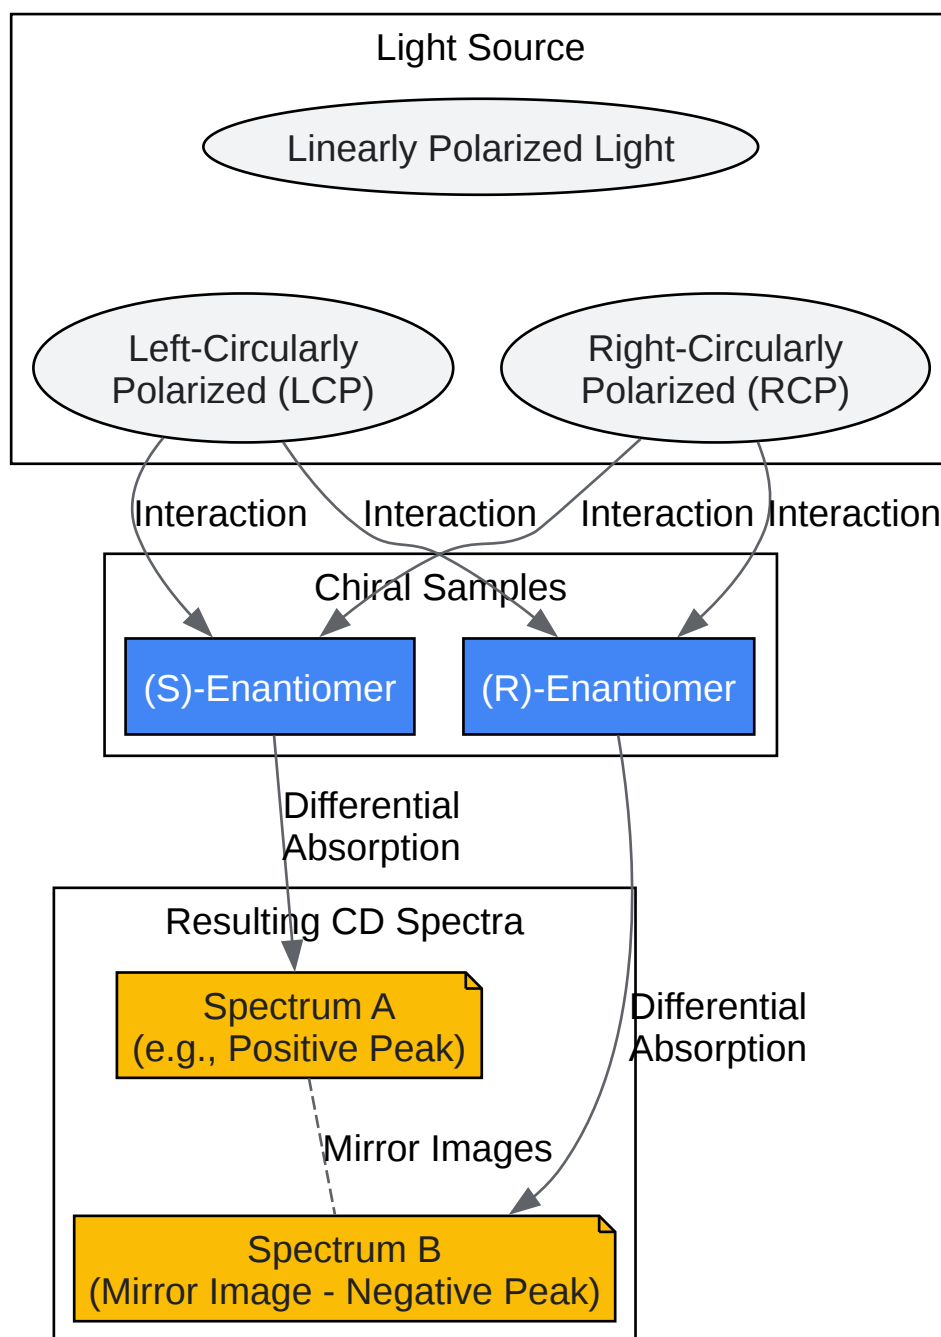 Light Source
Linearly Polarized Light
Left-Circularly
Polarized (LCP)
Right-Circularly
Polarized (RCP)
Interaction
Interaction
Interaction
Interaction
Chiral Samples
(S)-Enantiomer
(R)-Enantiomer
Differential
Absorption
Resulting CD Spectra
Spectrum A
(e.g., Positive Peak)
Differential
Absorption
Mirror Images
Spectrum B
(Mirror Image - Negative Peak)